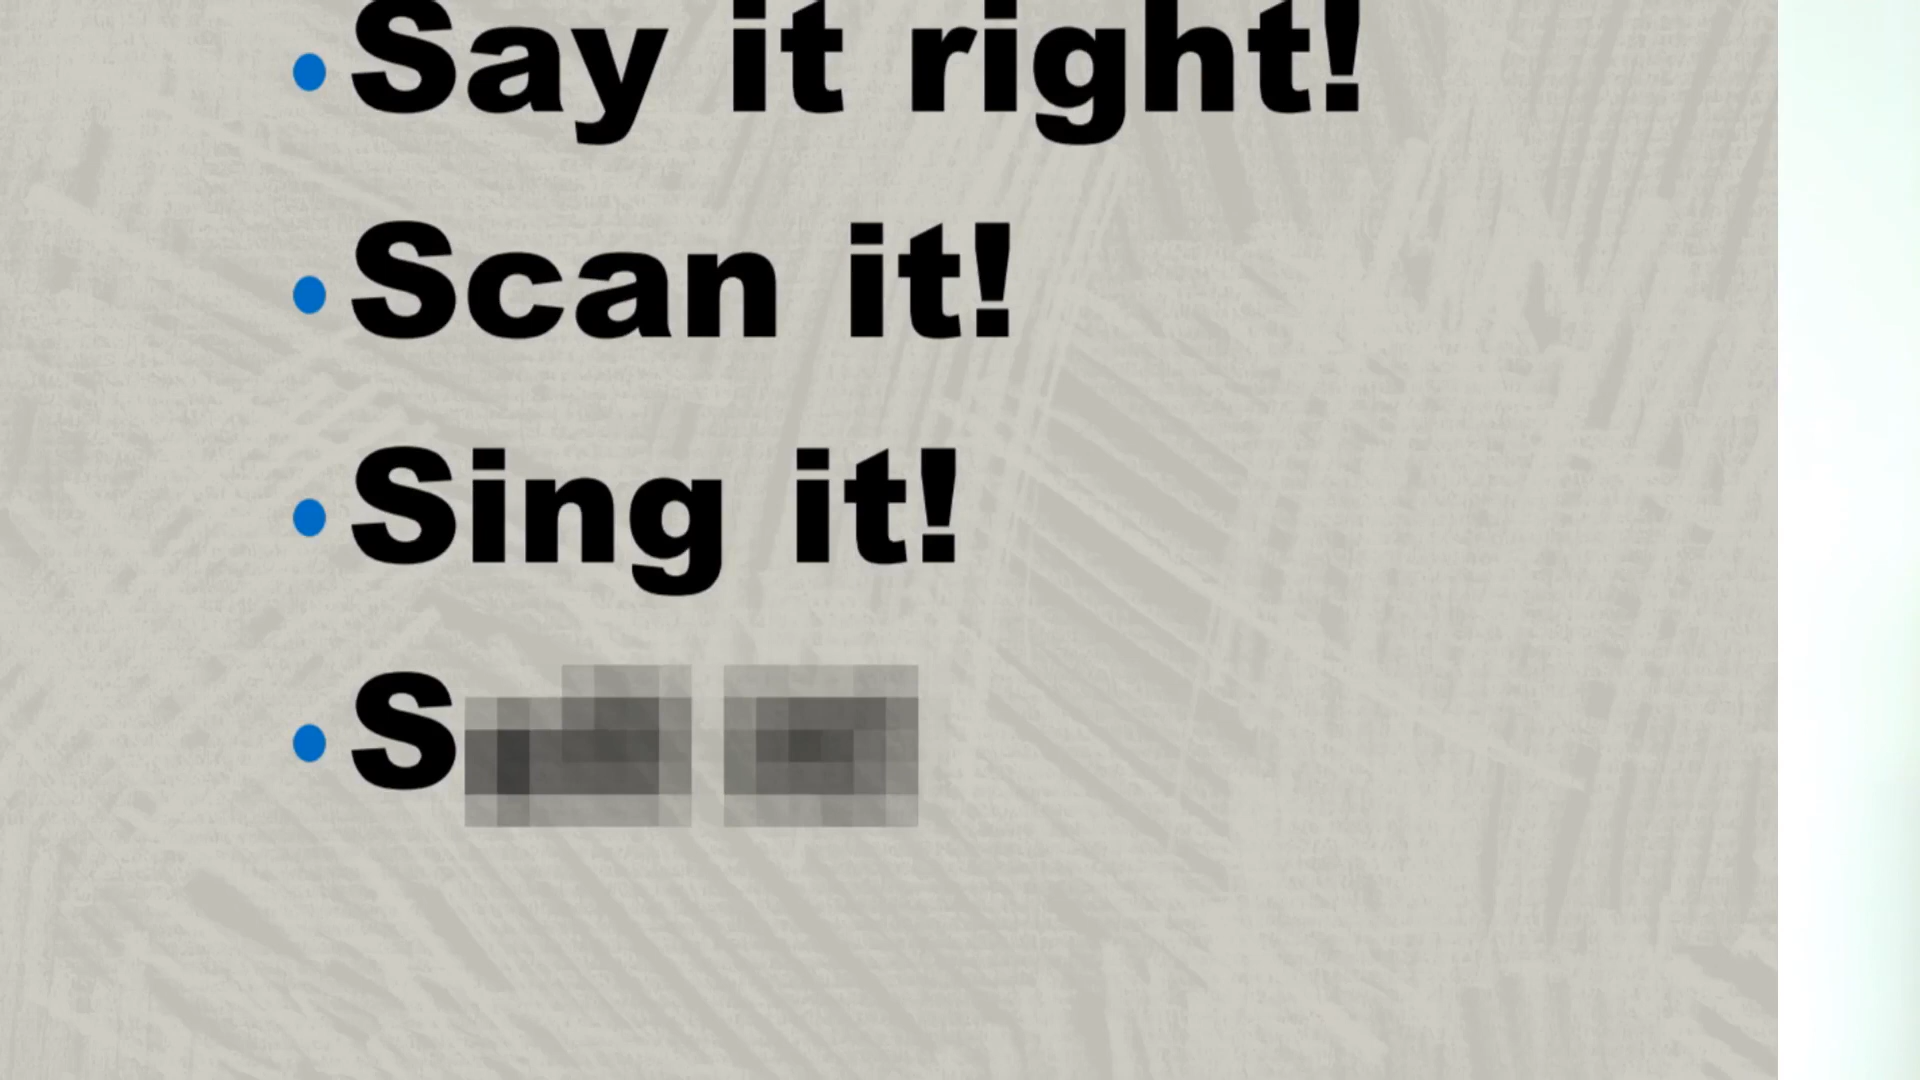 • Say it right!
• Scan it!
• Sing it!
• S